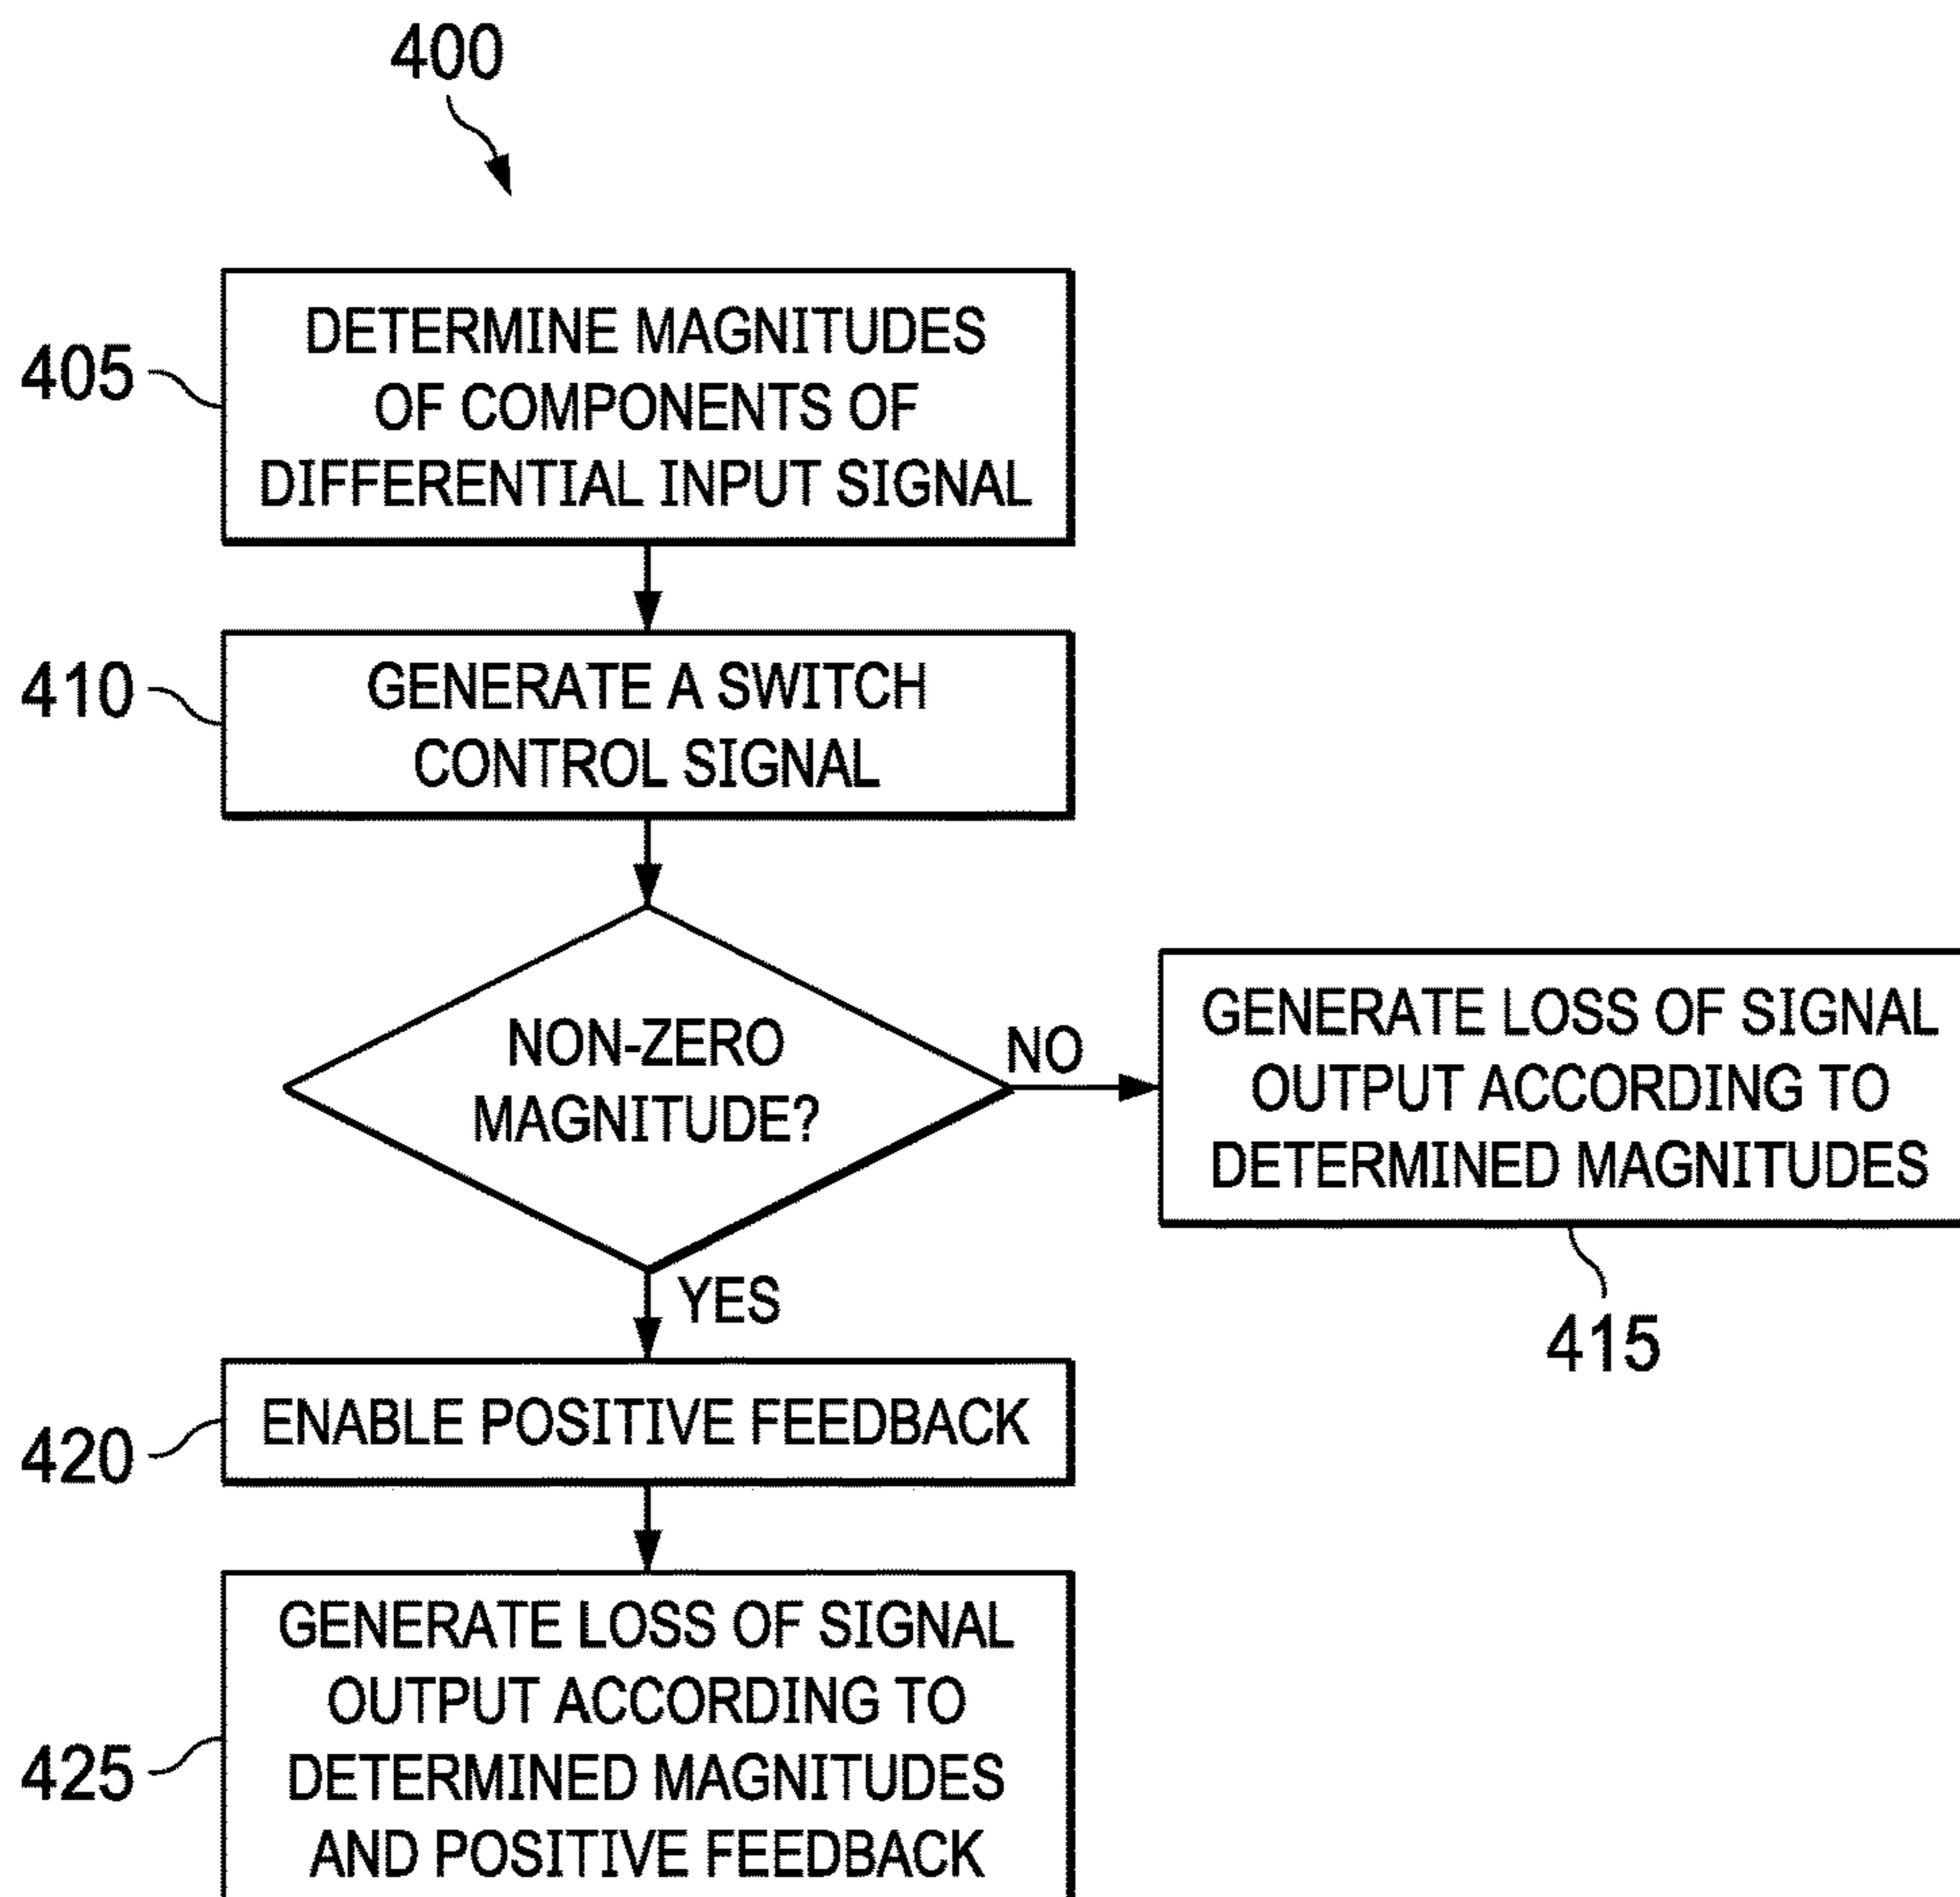 400
405
DETERMINE MAGNITUDES
OF COMPONENTS OF
DIFFERENTIAL INPUT SIGNAL
410
GENERATE A SWITCH
CONTROL SIGNAL
NON-ZERO
MAGNITUDE?
NO
GENERATE LOSS OF SIGNAL
OUTPUT ACCORDING TO
DETERMINED MAGNITUDES
415
YES
420
ENABLE POSITIVE FEEDBACK
425
GENERATE LOSS OF SIGNAL
OUTPUT ACCORDING TO
DETERMINED MAGNITUDES
AND POSITIVE FEEDBACK